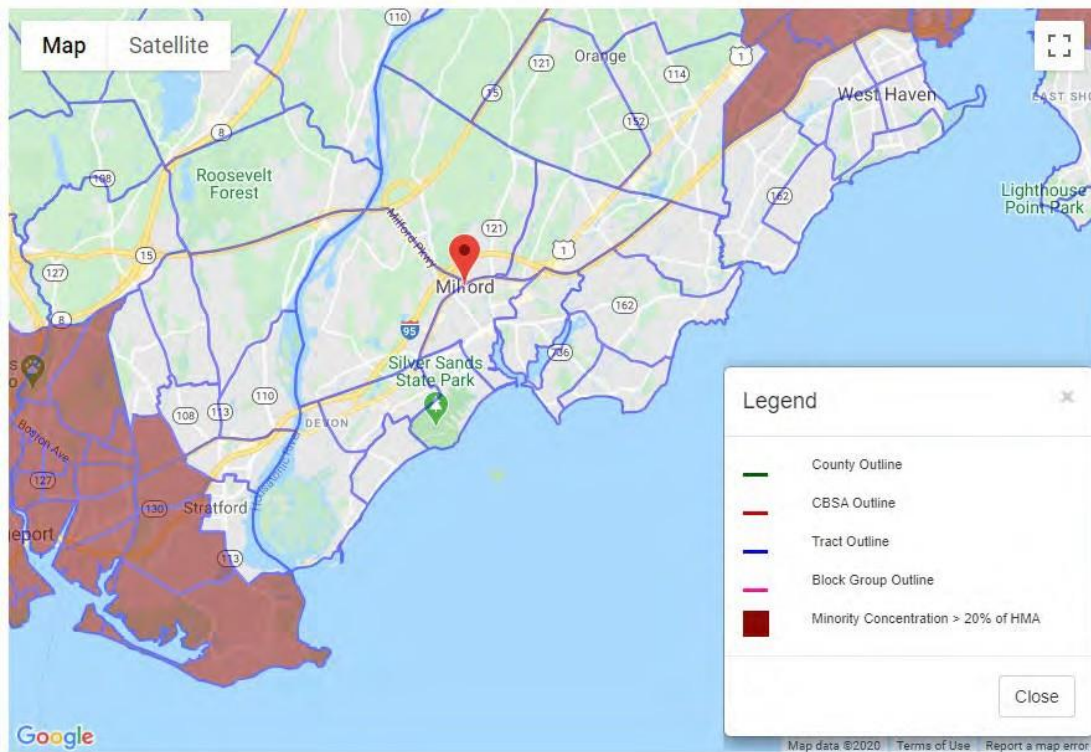 Map Satellite
110
121
Orange
1
114
15
West Haven
EAST SHO
8
152
108
Roosevelt
Forest
162
Lighthouse
Point Park
121
Milford Pkwy
1
15
127
Milford
162
8
95
Silver Sands
State Park
736
110
108
113
DEVON
Boston Ave
127
Housatonic River
130
Stratford
eport
113
Legend
×
County Outline
CBSA Outline
Tract Outline
Block Group Outline
Minority Concentration > 20% of HMA
Close
Google
Map data ©2020 Terms of Use Report a map error